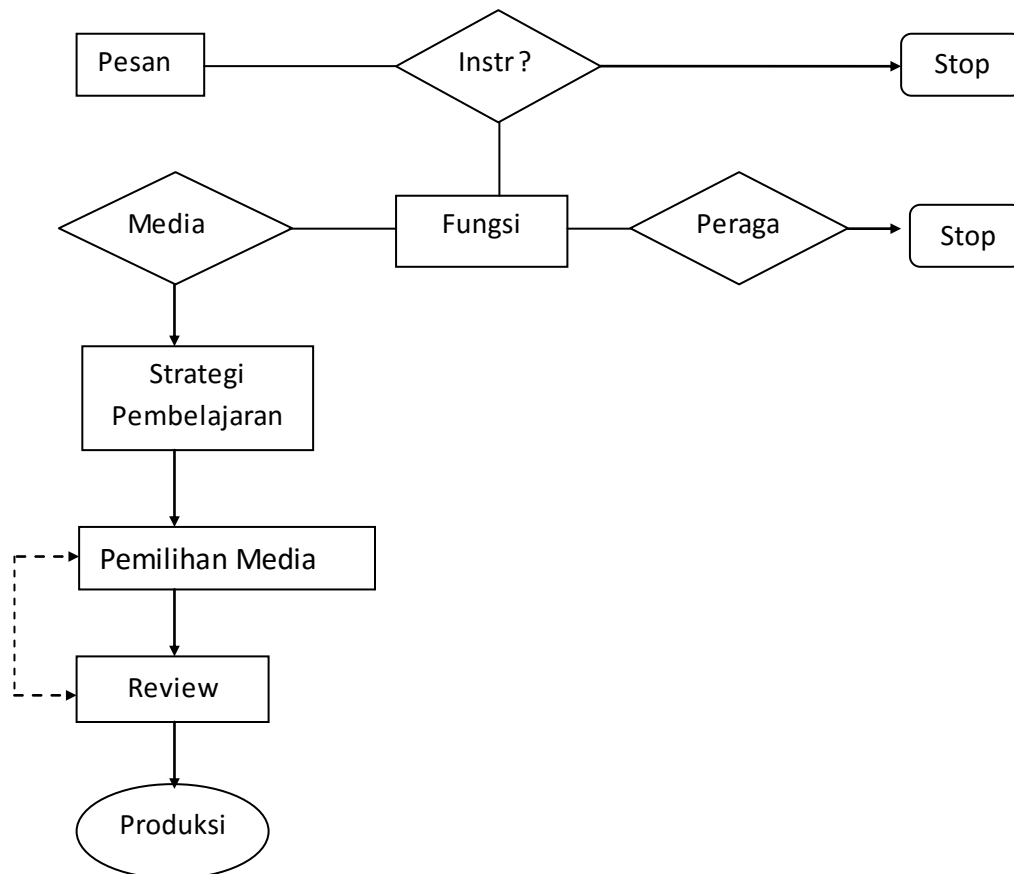 Pesan
Instr?
Stop
Media
Fungsi
Peraga
Stop
Strategi
Pembelajaran
Pemilihan Media
Review
Produksi